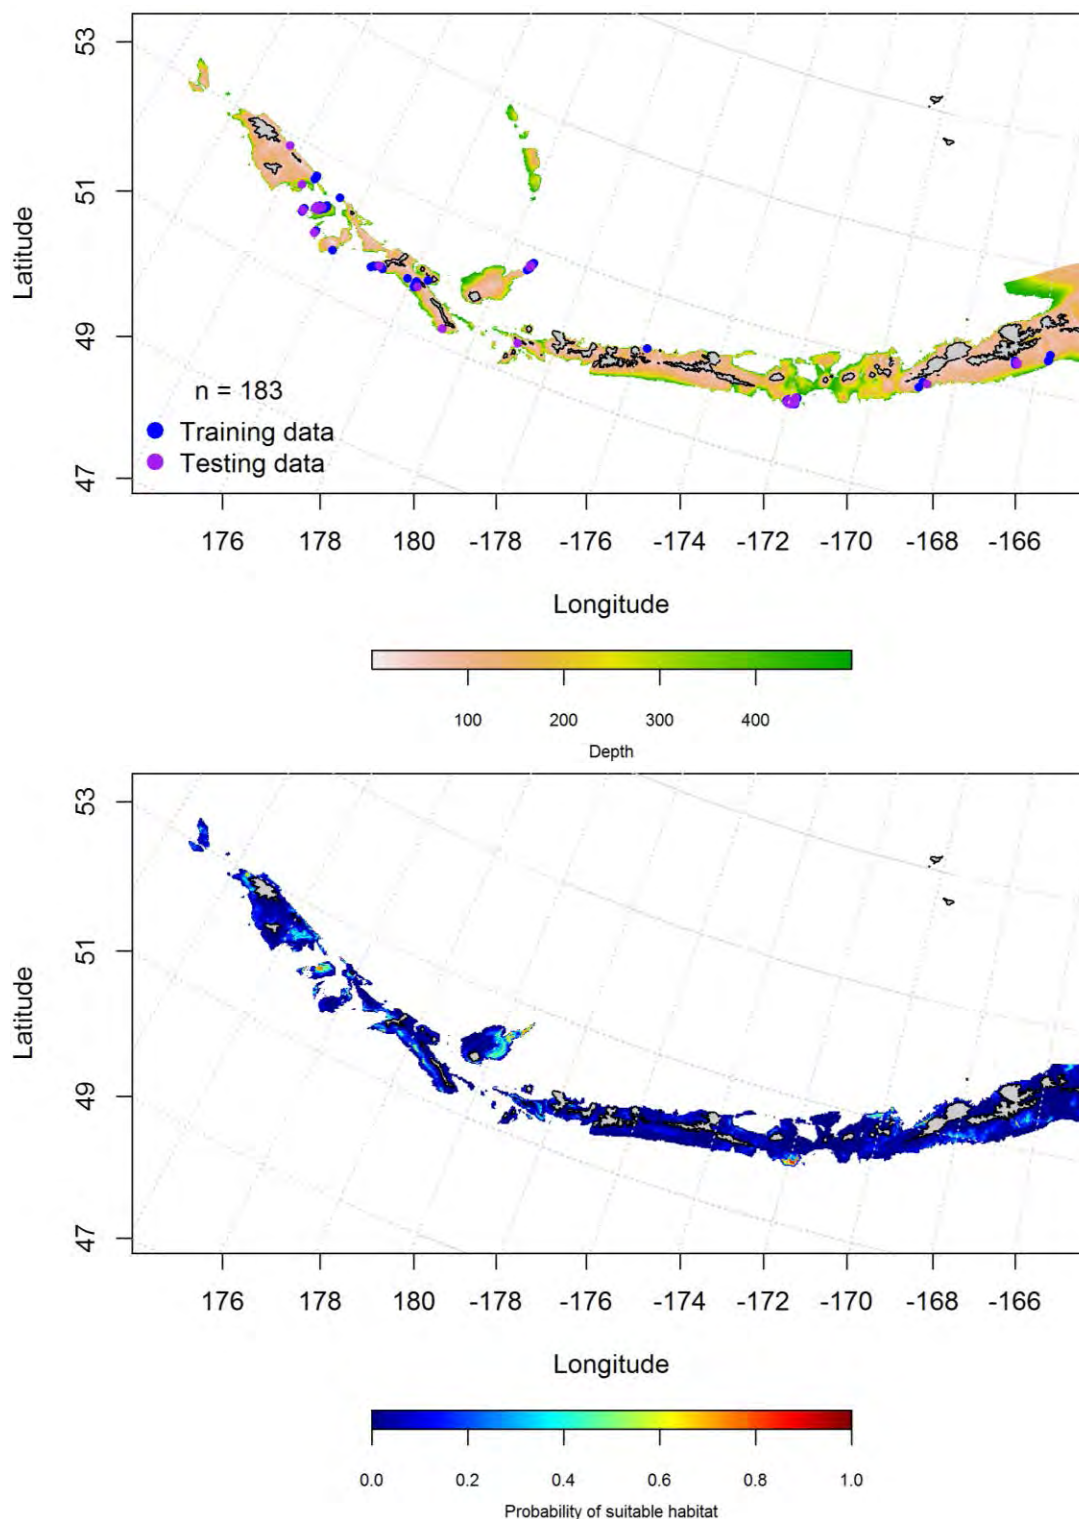 53
51
49
47
Latitude
n = 183
Training data
Testing data
176 178 180 -178 -176 -174 -172 -170 -168 -166
Longitude
100 200 300 400
Depth
53
51
49
47
Latitude
176 178 180 -178 -176 -174 -172 -170 -168 -166
Longitude
0.0 0.2 0.4 0.6 0.8 1.0
Probability of suitable habitat